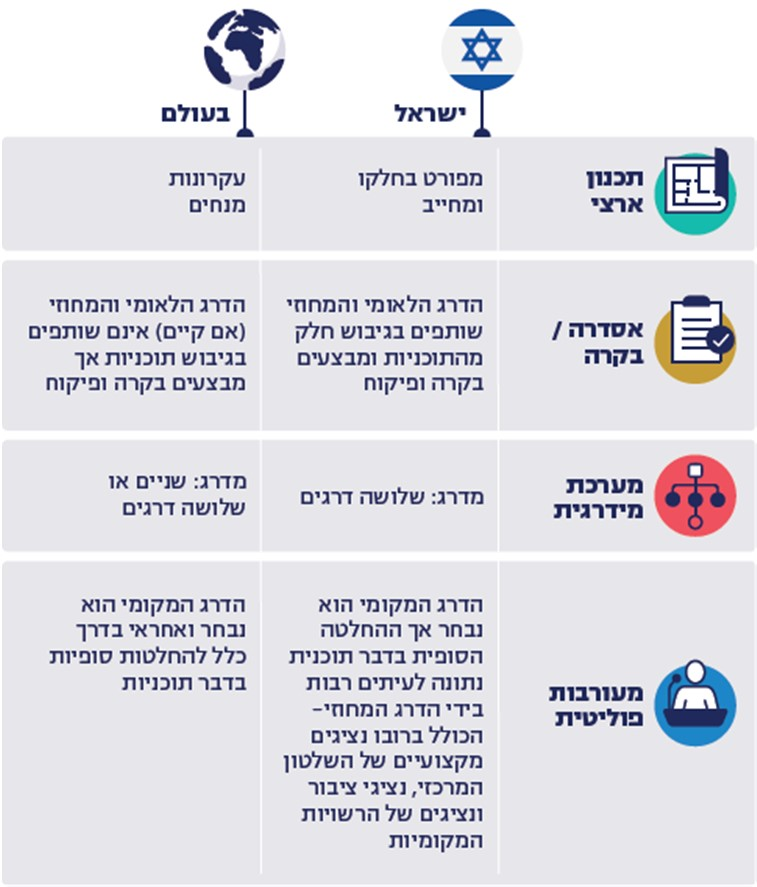 ישראל
בעולם
תכנון
ארצי
מפורט בחלקו
ומחייב
עקרונות
מנחים
אסדרה /
בקרה
הדרג הלאומי והמחוזי
שותפים בגיבוש חלק
מהתוכניות ומבצעים
בקרה ופיקוח
הדרג הלאומי והמחוזי
(אם קיים) אינם שותפים
בגיבוש תוכניות אך
מבצעים בקרה ופיקוח
מערכת
מידרגית
מדרג: שלושה דרגים
מדרג: שניים או
שלושה דרגים
מעורבות
פוליטית
הדרג המקומי הוא
נבחר אך ההחלטה
הסופית בדבר תוכנית
נתונה לעיתים רבות
בידי הדרג המחוזי–
הכולל ברובו נציגים
מקצועיים של השלטון
המרכזי, נציגי ציבור
ונציגים של הרשויות
המקומיות
הדרג המקומי הוא
נבחר ואחראי בדרך
כלל להחלטות סופיות
בדבר תוכניות